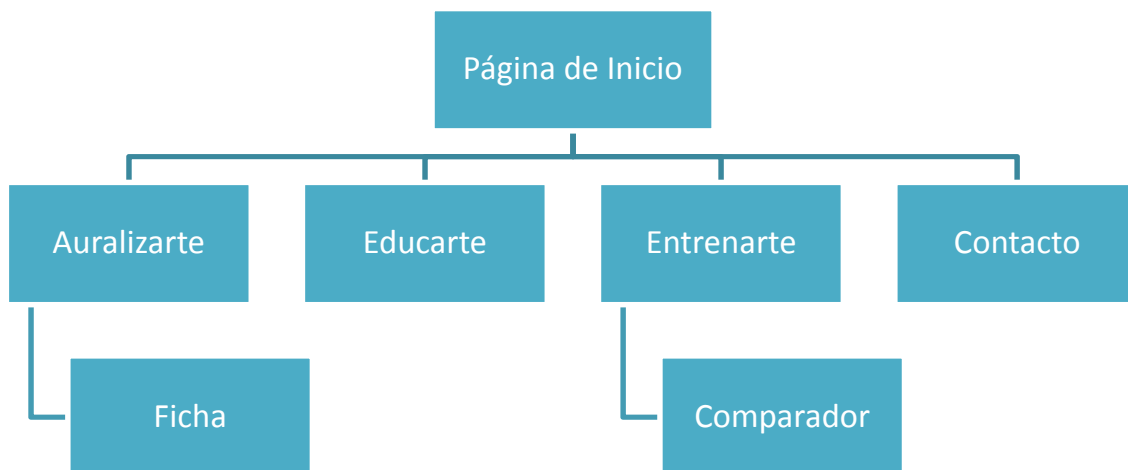 Página de Inicio
Auralizarte
Educarte
Entrenarte
Contacto
Ficha
Comparador